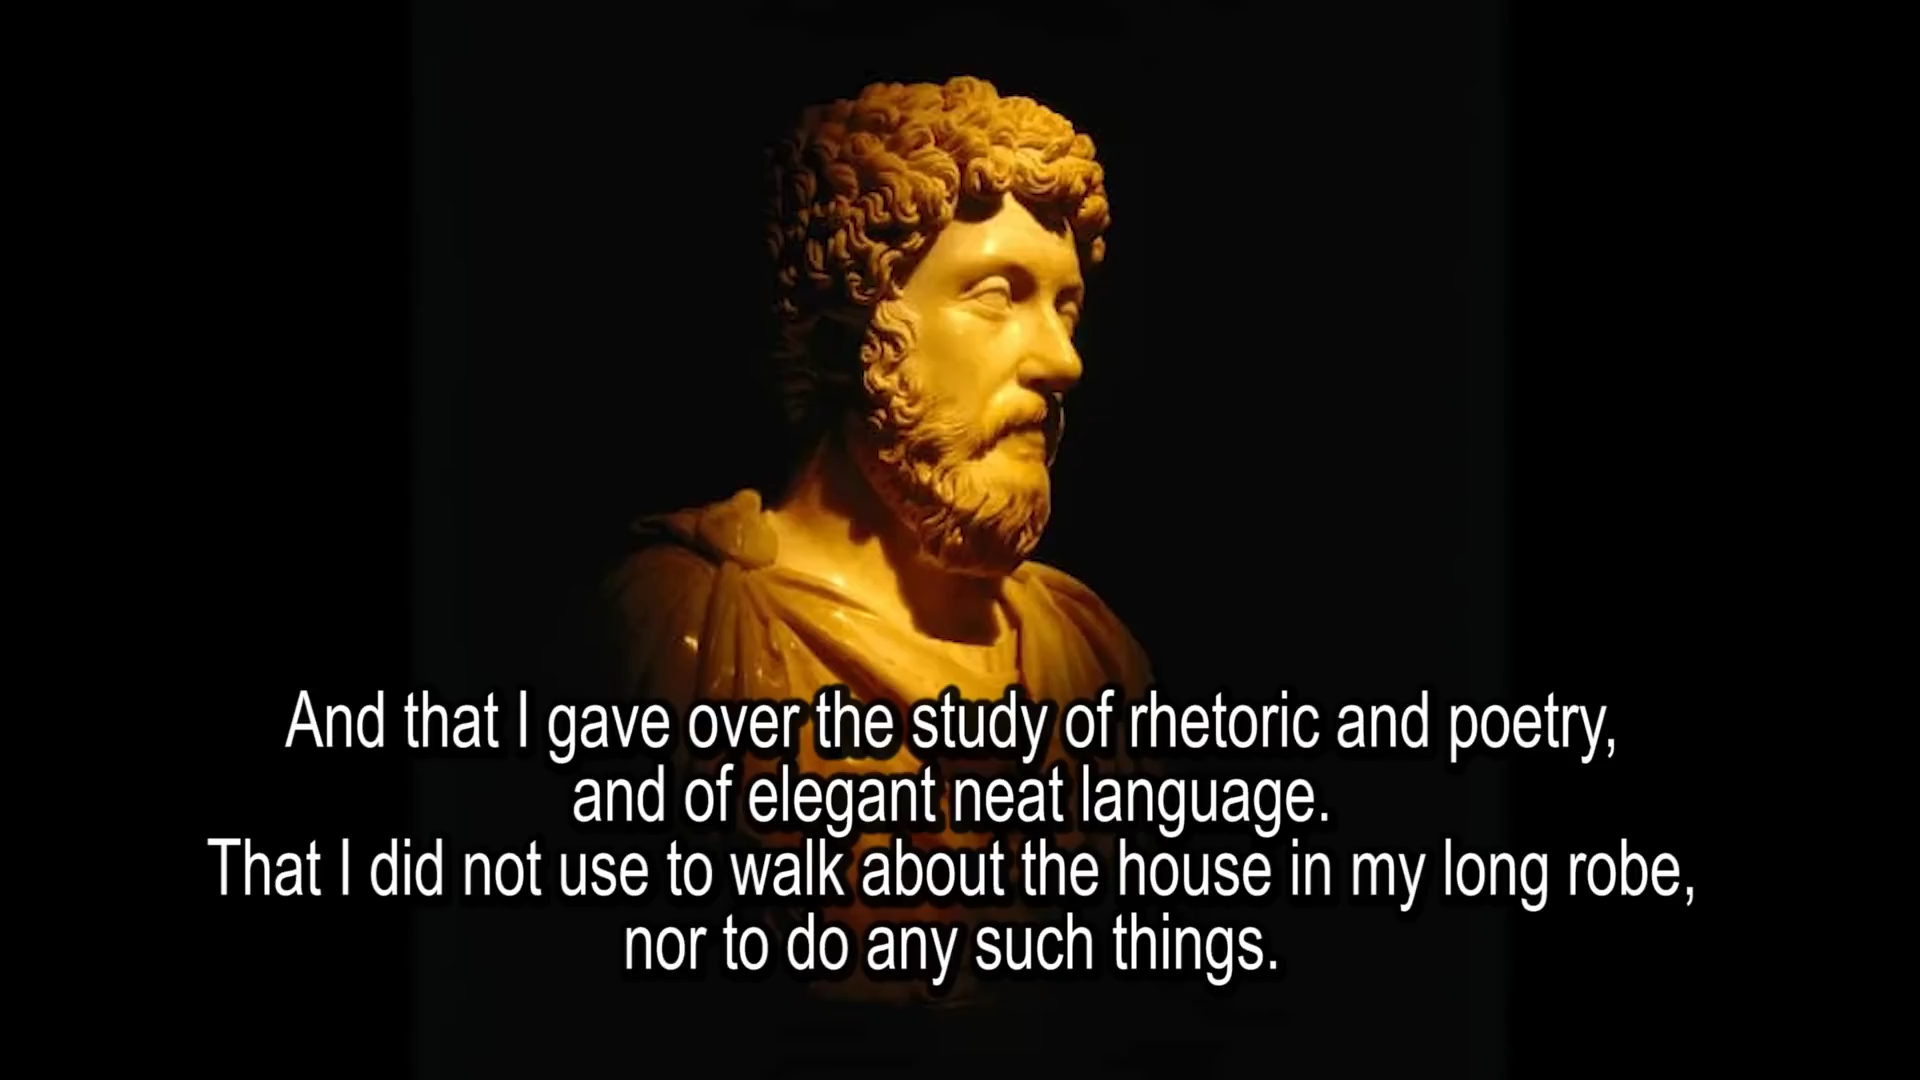 And that I gave over the study of rhetoric and poetry,
and of elegant neat language.
That I did not use to walk about the house in my long robe,
nor to do any such things.